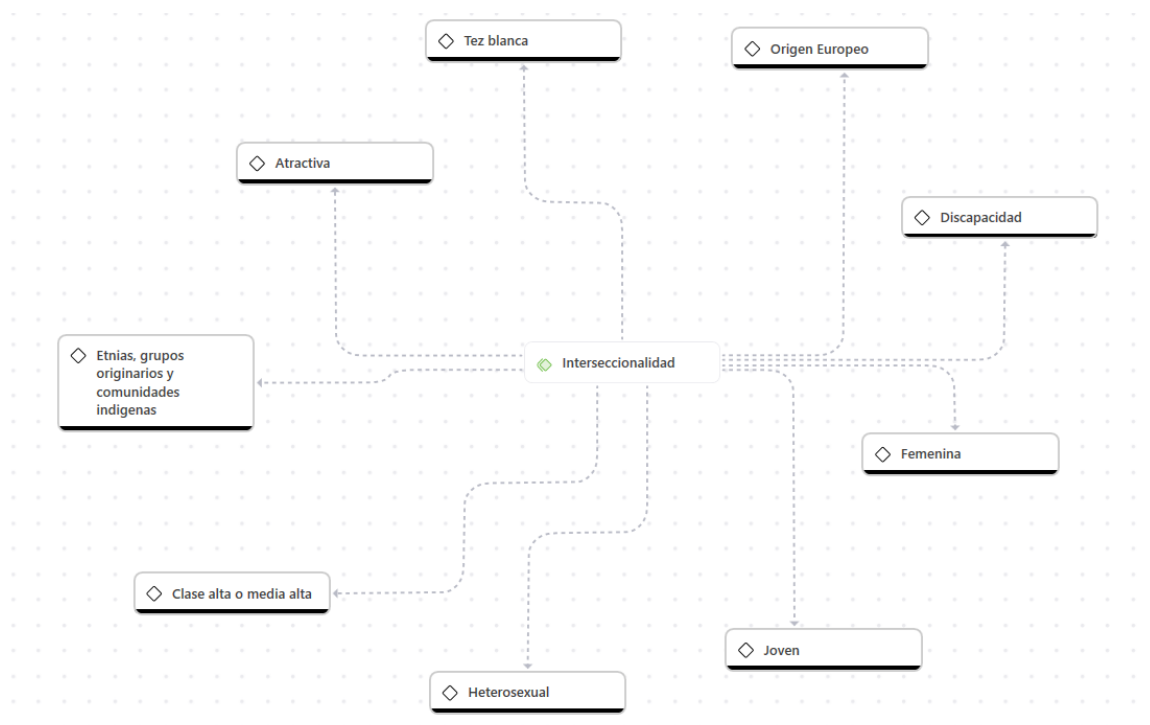 Tez blanca
Origen Europeo
Atractiva
Discapacidad
Etnias, grupos
originarios y
comunidades
indigenas
Interseccionalidad
Femenina
Clase alta o media alta
Joven
Heterosexual